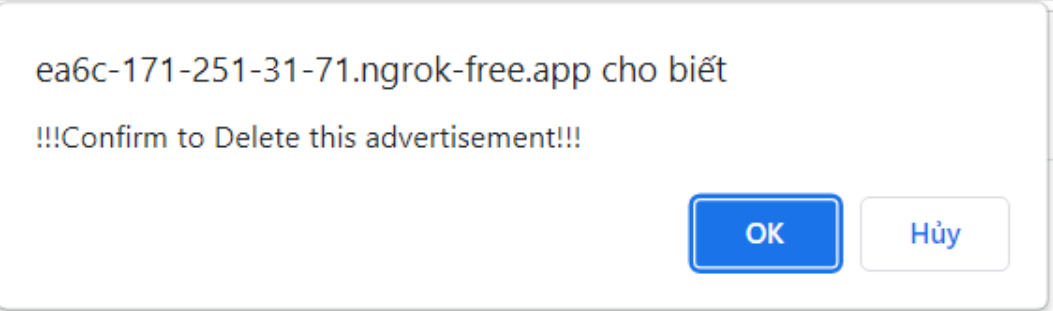 ea6c-171-251-31-71.ngrok-free.app cho biết
!!!Confirm to Delete this advertisement!!!
OK
Hủy